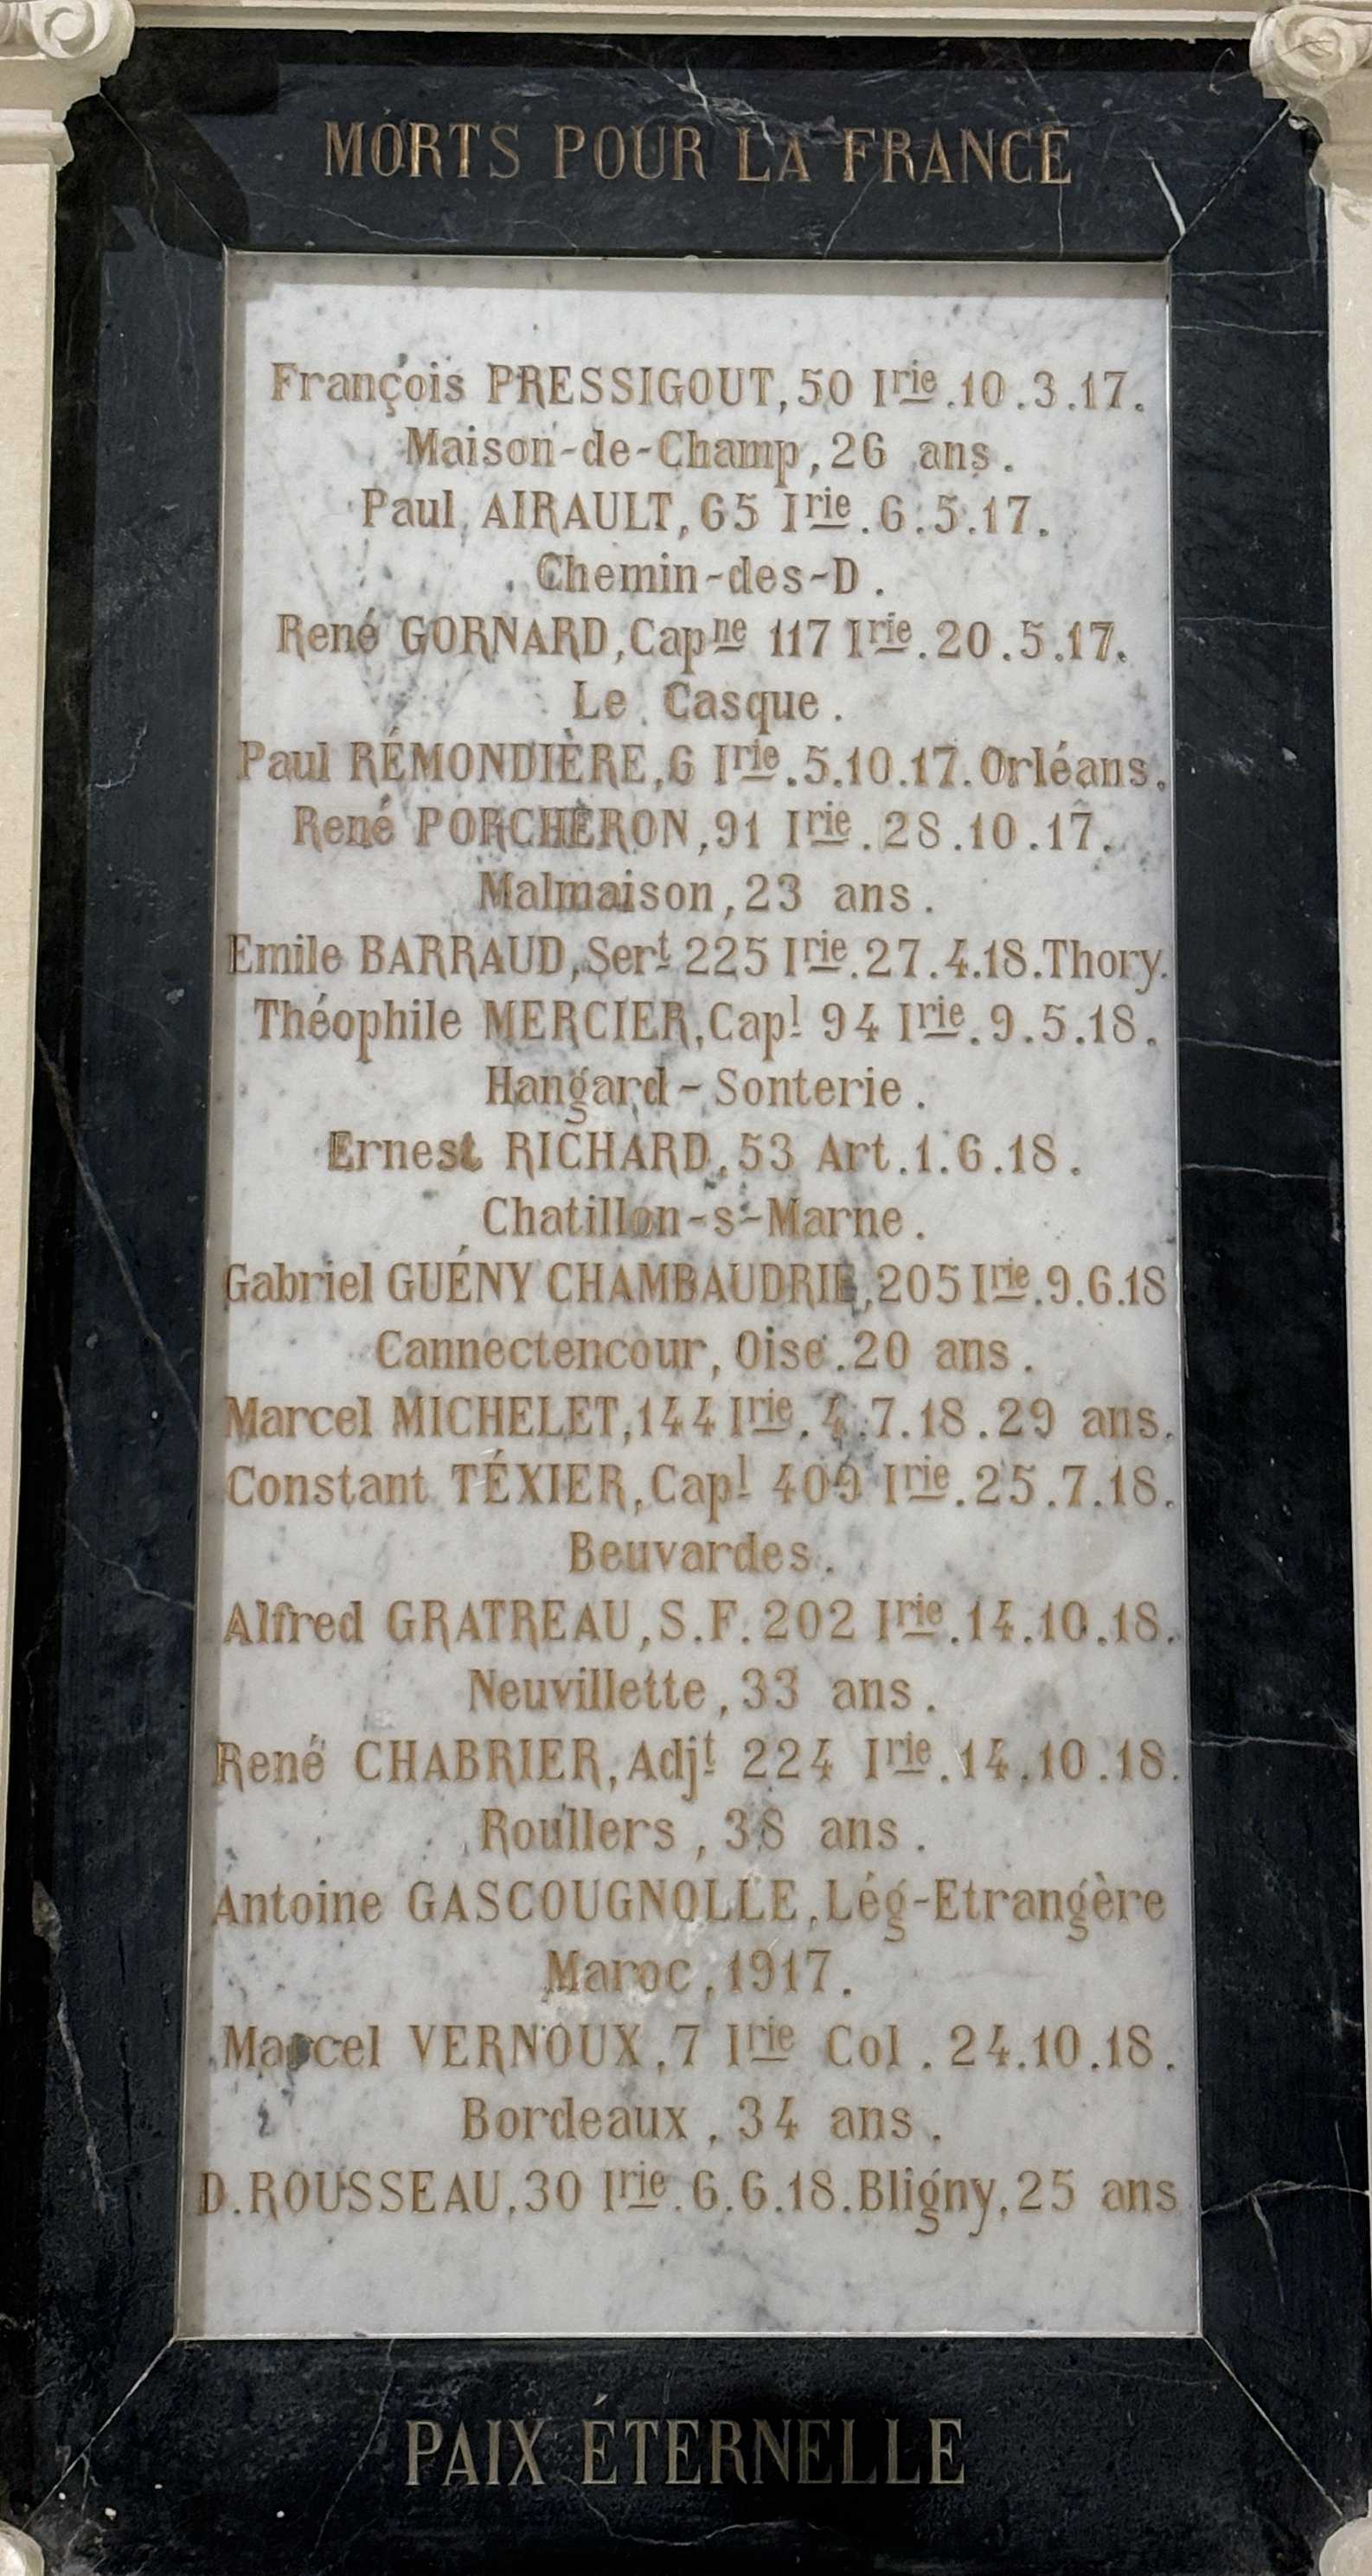 MORTS POUR LA FRANCE
François PRESSIGOUT, 50 Irie. 10.3.17.
Maison-de-Champ, 26 ans.
Paul AIRAULT, 65 Irie. 6.5.17.
Chemin-des-D.
René GORNARD, Capne 117 Irie. 20.5.17.
Le Casque.
Paul RÉMONDIÈRE, 6 Irie. 5.10.17. Orléans.
René PORCHERON, 91 Irie. 28.10.17.
Malmaison, 23 ans.
Emile BARRAUD, Sert 225 Irie. 27.4.18. Thory.
Théophile MERCIER, Capl 94 Irie. 9.5.18.
Hangard-Sonterie.
Ernest RICHARD, 53 Art. 1.6.18.
Chatillon-s-Marne.
Gabriel GUÉNY CHAMBAUDRIE, 205 Irie. 9.6.18
Cannectencour, Oise. 20 ans.
Marcel MICHELET, 144 Irie. 4.7.18. 29 ans.
Constant TÉXIER, Capl 409 Irie. 25.7.18.
Beuvardes.
Alfred GRATREAU, S.F. 202 Irie. 14.10.18.
Neuvillette, 33 ans.
René CHABRIER, Adjt 224 Irie. 14.10.18.
Roullers, 38 ans.
Antoine GASCOUGNOLLE, Lég-Etrangère
Maroc, 1917.
Marcel VERNOUX, 7 Irie Col. 24.10.18.
Bordeaux, 34 ans.
D. ROUSSEAU, 30 Irie. 6.6.18. Bligny, 25 ans
PAIX ÉTERNELLE